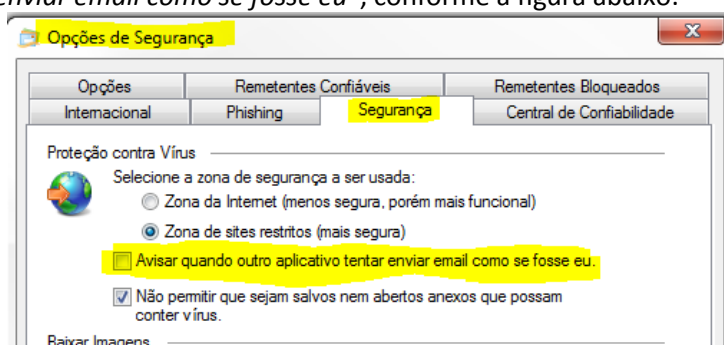 enviar email como se fosse eu", conforme a figura abaixo:
Opções de Segurança
Opções Remetentes Confiáveis Remetentes Bloqueados
Internacional Phishing Segurança Central de Confiabilidade
Proteção contra Vírus
Selecione a zona de segurança a ser usada:
Zona da Internet (menos segura, porém mais funcional)
Zona de sites restritos (mais segura)
Avisar quando outro aplicativo tentar enviar email como se fosse eu.
Não permitir que sejam salvos nem abertos anexos que possam
conter vírus.
Baixar Imagens